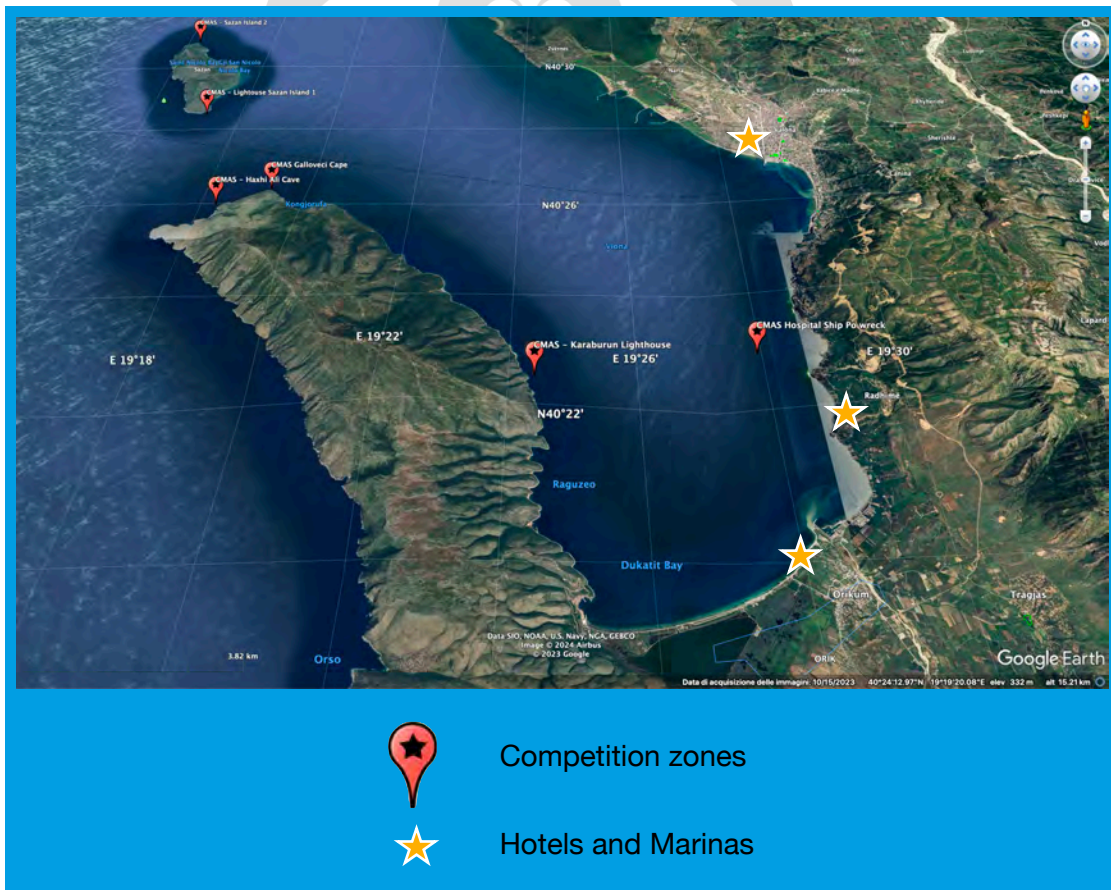 CMAS - Sazan Island 2
Sazan
CMAS - Lighthouse Sazan Island 1
CMAS Galloveci Cape
CMAS - Haxhi Ali Cave
Kongjorufa
N40°30'
N40°26'
Vlona
CMAS Hospital Ship Po wreck
CMAS - Karaburun Lighthouse
E 19°18'
E 19°22'
E 19°26'
E 19°30'
Radhimë
N40°22'
Raguzeo
Dukatit Bay
Orikum
Tragjas
Data SIO, NOAA, U.S. Navy, NGA, GEBCO
Image © 2024 Airbus
© 2023 Google
3.82 km
Orso
ORIK
Google Earth
Data di acquisizione delle immagini 10/15/2023 40°24'12.97"N 19°19'20.08"E elev 332 m alt 15.21 km
Competition zones
Hotels and Marinas